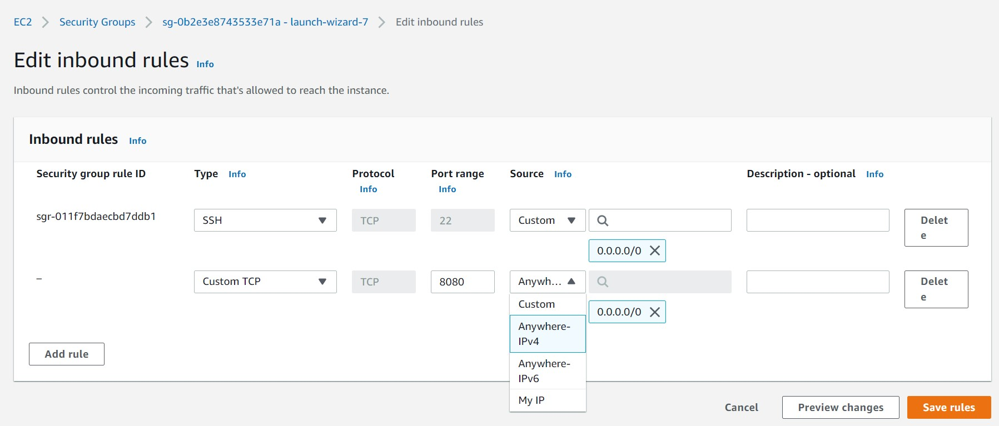 EC2 > Security Groups > sg-0b2e3e8743533e71a - launch-wizard-7 > Edit inbound rules
Edit inbound rules Info
Inbound rules control the incoming traffic that's allowed to reach the instance.
Inbound rules Info
Security group rule ID Type Info Protocol Info Port range Info Source Info Description - optional Info
sgr-011f7bdaecbd7ddb1 SSH TCP 22 Custom Delet
e
0.0.0.0/0
– Custom TCP TCP 8080 Anywh... Delet
e
0.0.0.0/0
Custom
Anywhere-
IPv4
Anywhere-
IPv6
My IP
Add rule
Cancel Preview changes Save rules